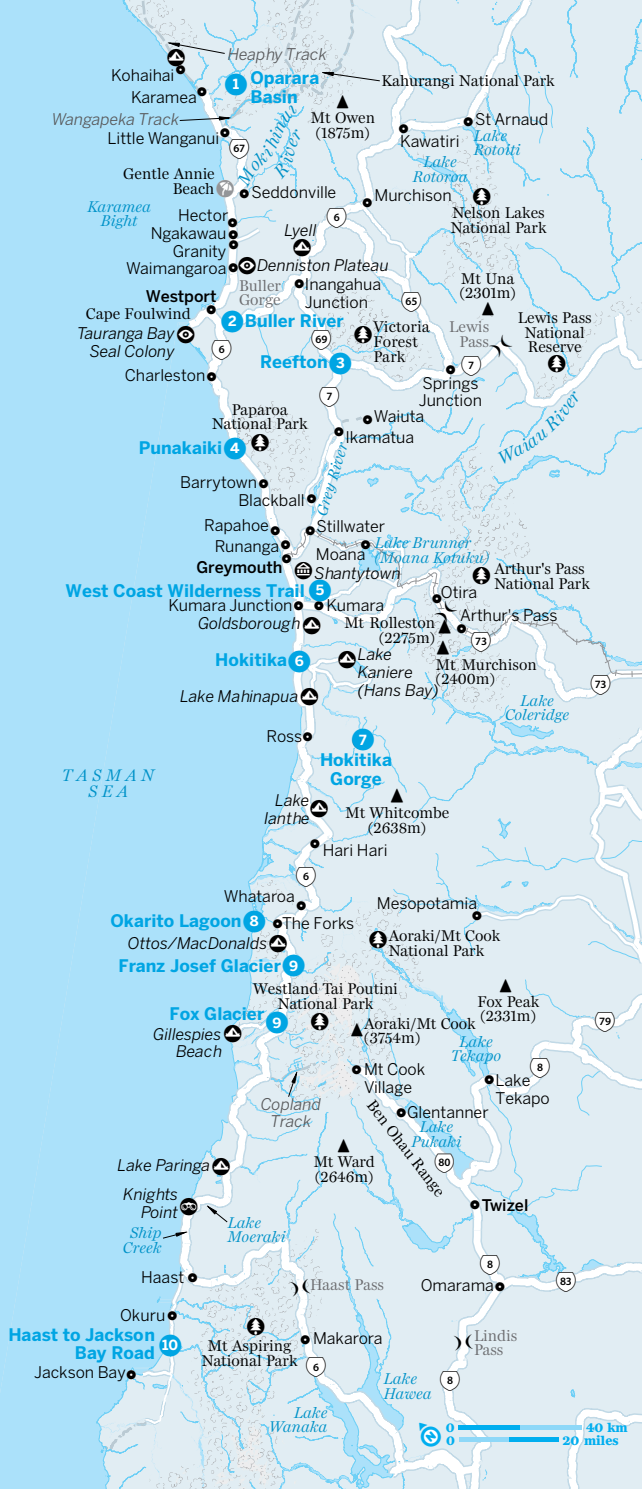 Heaphy Track
Kohaihai
Karamea
1
Oparara
Basin
Kahurangi National Park
Mt Owen
(1875m)
Wangapeka Track
Little Wanganui
St Arnaud
Kawatiri
Lake
Rotoiti
Lake
Rotoroa
67
Mokihinui
River
Gentle Annie
Beach
Seddonville
Murchison
Nelson Lakes
National Park
Karamea
Bight
Hector
Ngakawau
Granity
Waimangaroa
6
Lyell
Denniston Plateau
Buller
Gorge
Inangahua
Junction
Mt Una
(2301m)
65
Westport
Cape Foulwind
Tauranga Bay
Seal Colony
2
Buller River
6
69
Victoria
Forest
Park
Lewis
Pass
Lewis Pass
National
Reserve
Reefton
3
7
Springs
Junction
Charleston
7
Paparoa
National Park
Waiuta
Ikamatua
Waiau River
Punakaiki
4
Grey River
Barrytown
Blackball
Rapahoe
Stillwater
Runanga
Moana
Lake Brunner
(Moana Kotuku)
Greymouth
Shantytown
Arthur's Pass
National Park
West Coast Wilderness Trail
5
Otira
Kumara Junction
Kumara
Arthur's Pass
Goldsborough
Mt Rolleston
(2275m)
73
Hokitika
6
Lake
Kaniere
(Hans Bay)
Mt Murchison
(2400m)
73
Lake Mahinapua
Lake
Coleridge
Ross
7
Hokitika
Gorge
TASMAN
SEA
Lake
Ianthe
Mt Whitcombe
(2638m)
Hari Hari
6
Whataroa
Mesopotamia
Okarito Lagoon
8
The Forks
Ottos/MacDonalds
Aoraki/Mt Cook
National Park
Franz Josef Glacier
9
Westland Tai Poutini
National Park
Fox Peak
(2331m)
Fox Glacier
9
Gillespies
Beach
Aoraki/Mt Cook
(3754m)
79
Lake
Tekapo
8
Mt Cook
Village
Lake
Tekapo
Copland
Track
Glentanner
Lake
Pukaki
Ben Ohau Range
Mt Ward
(2646m)
80
Lake Paringa
Knights
Point
Twizel
Ship
Creek
Lake
Moeraki
8
Haast
Haast Pass
Omarama
83
Okuru
Haast to Jackson
Bay Road
10
Mt Aspiring
National Park
Makarora
Lindis
Pass
Jackson Bay
6
Lake
Hawea
8
Lake
Wanaka
0
40 km
0
20 miles